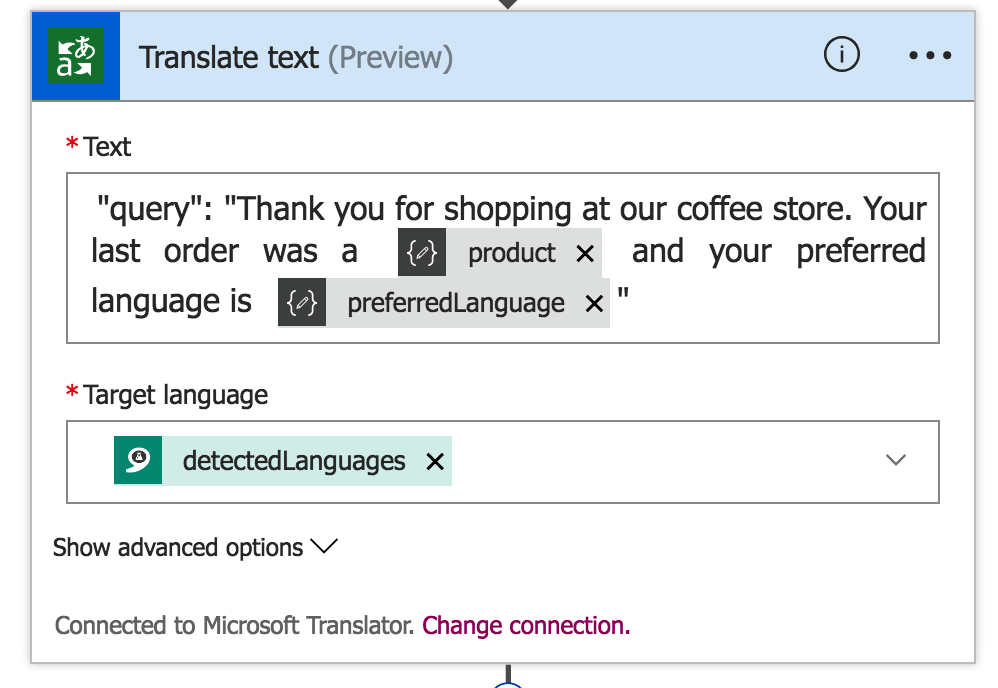 Translate text (Preview)
* Text
"query": "Thank you for shopping at our coffee store. Your
last order was a product and your preferred
language is preferredLanguage "
* Target language
detectedLanguages
Show advanced options
Connected to Microsoft Translator. Change connection.